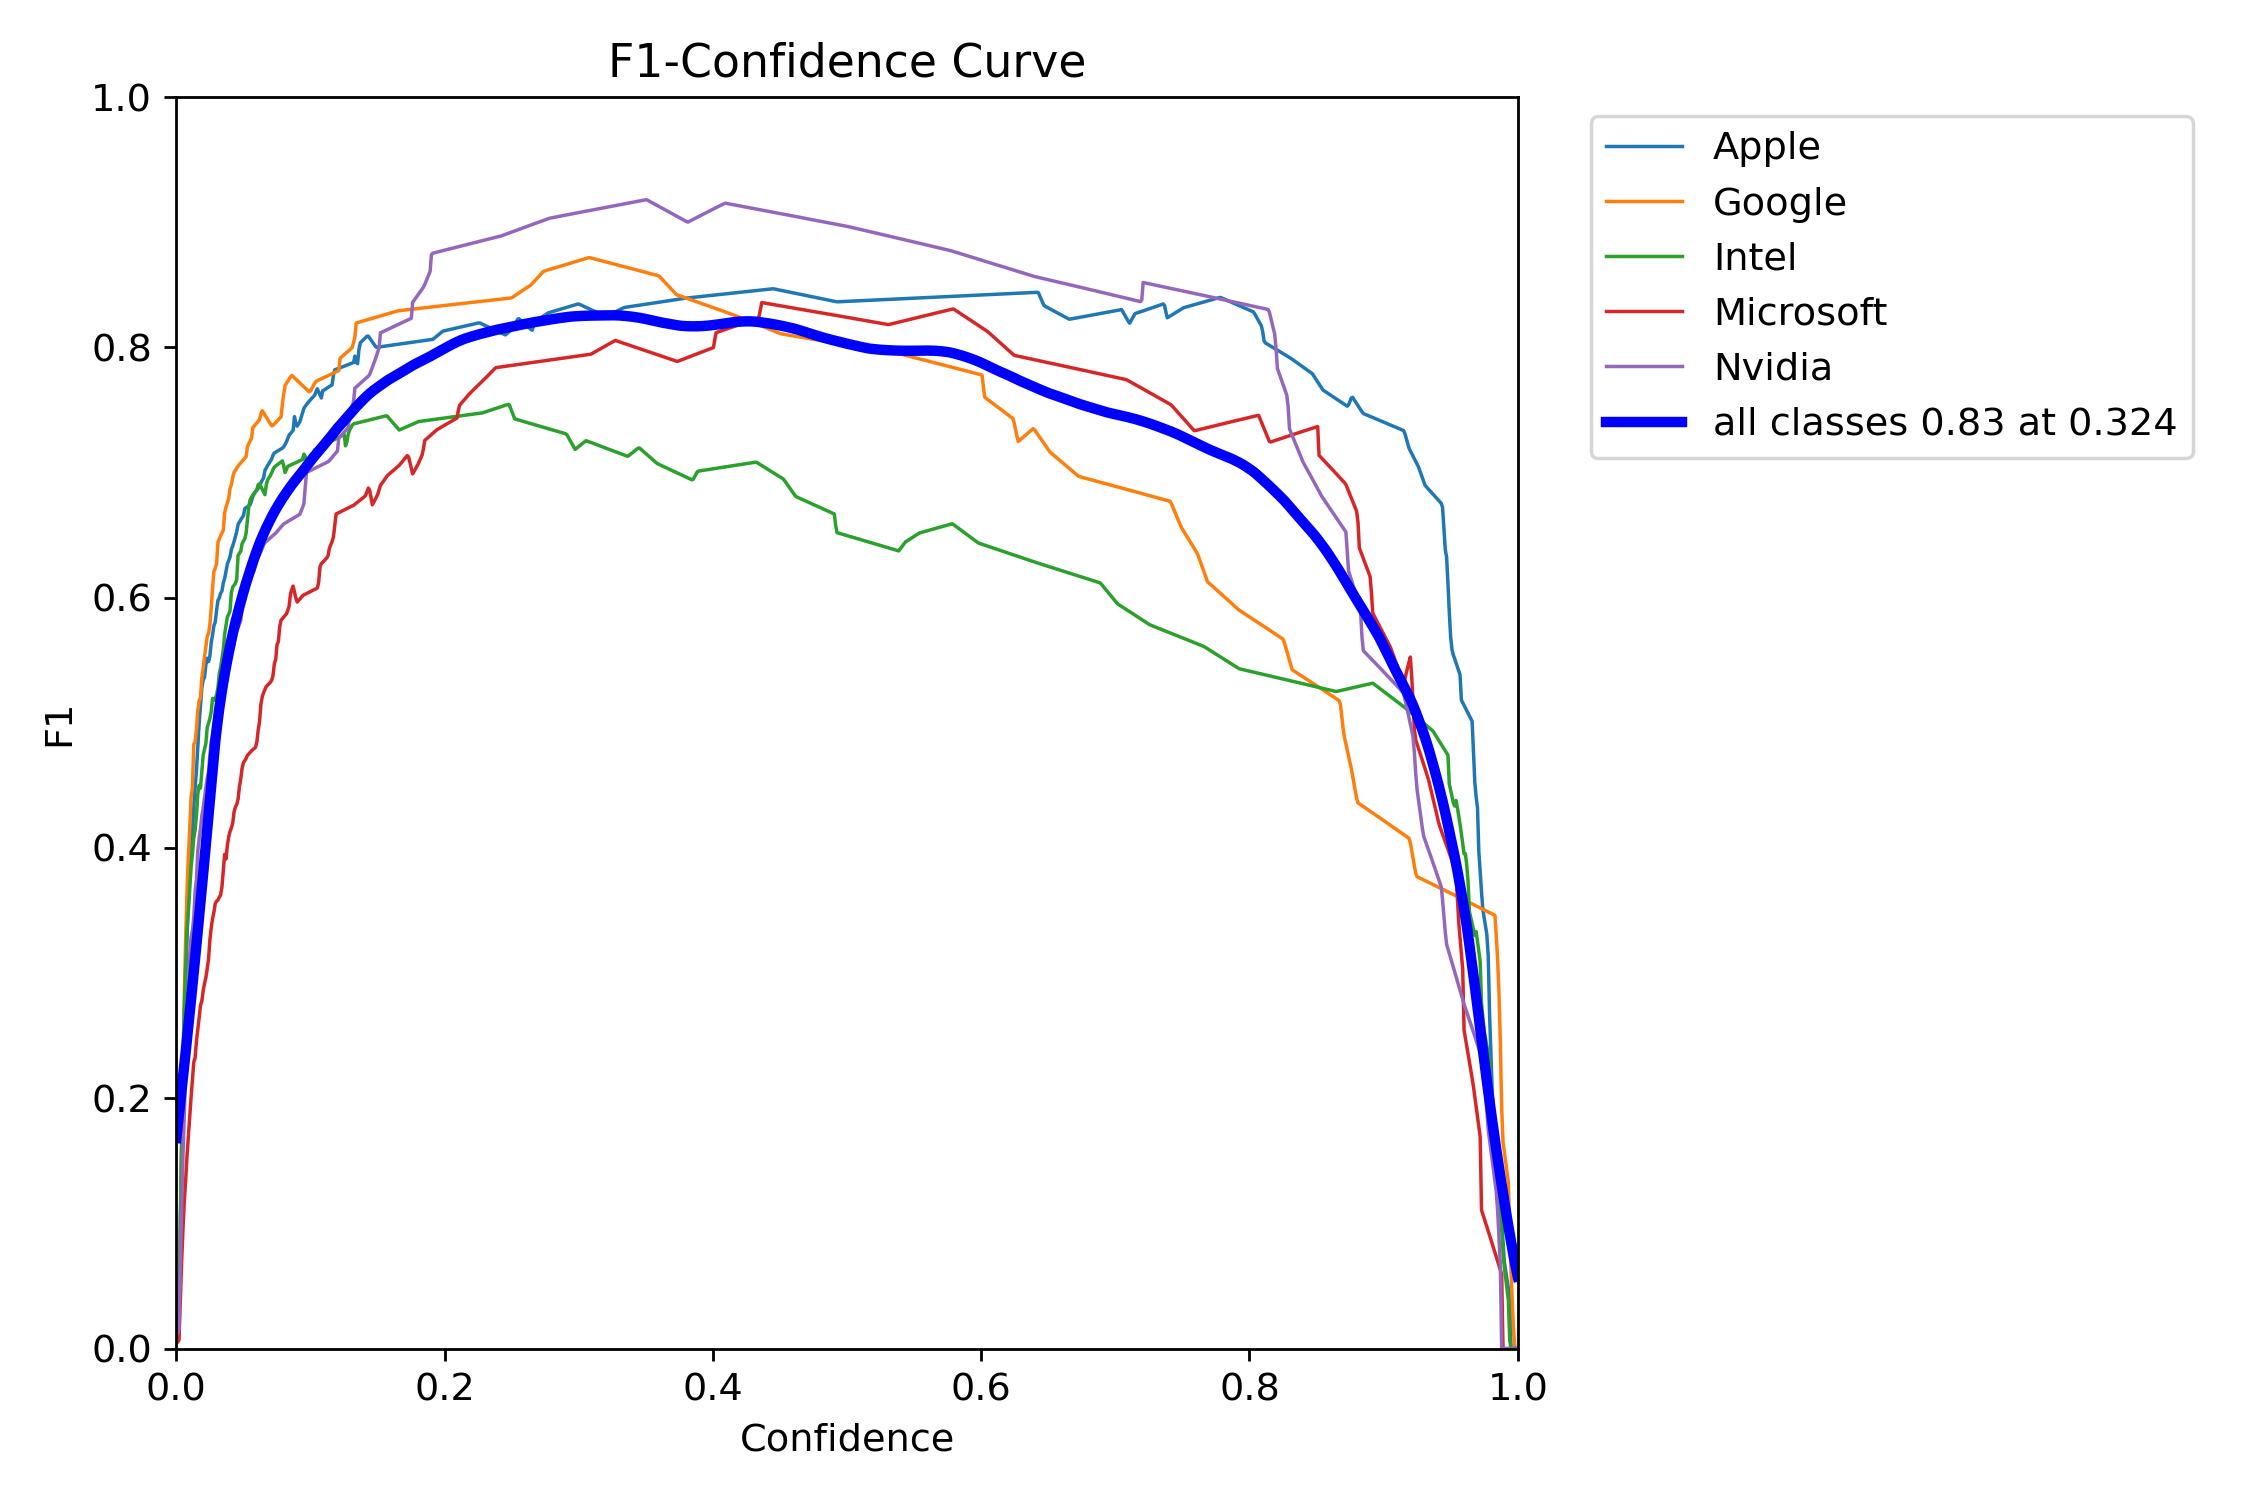 F1-Confidence Curve
1.0
0.8
0.6
0.4
0.2
0.0
F1
0.0 0.2 0.4 0.6 0.8 1.0
Confidence
Apple
Google
Intel
Microsoft
Nvidia
all classes 0.83 at 0.324